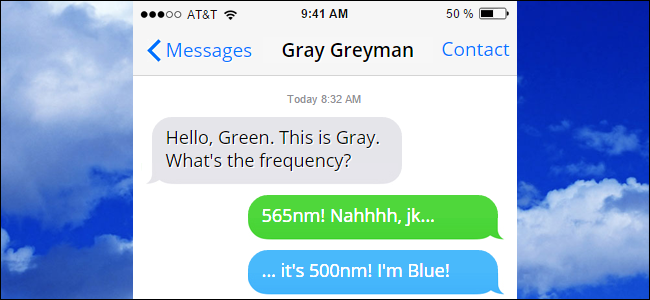 AT&T 9:41 AM 50 %
Messages Gray Greyman Contact
Today 8:32 AM
Hello, Green. This is Gray.
What's the frequency?
565nm! Nahhhh, jk...
... it's 500nm! I'm Blue!